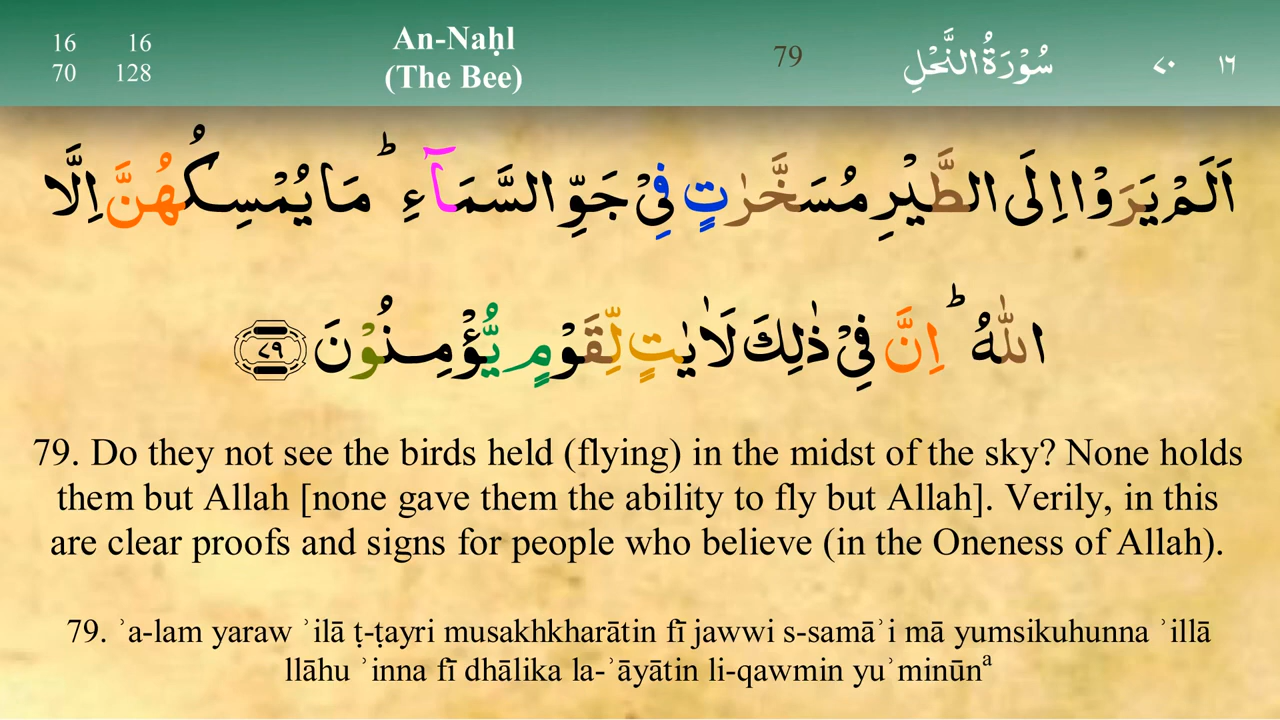 16 16
70 128
An-Naḥl
(The Bee)
79
سُوْرَةُ النَّحْلِ
٧٠ ١٦
اَلَمْ يَرَوْا اِلَى الطَّيْرِ مُسَخَّرٰتٍ فِيْ جَوِّ السَّمَآءِ ؕ مَا يُمْسِكُهُنَّ اِلَّا
اللّٰهُ ؕ اِنَّ فِيْ ذٰلِكَ لَاٰيٰتٍ لِّقَوْمٍ يُّؤْمِنُوْنَ ٧٩
79. Do they not see the birds held (flying) in the midst of the sky? None holds
them but Allah [none gave them the ability to fly but Allah]. Verily, in this
are clear proofs and signs for people who believe (in the Oneness of Allah).
79. ʾa-lam yaraw ʾilā ṭ-ṭayri musakhkharātin fī jawwi s-samāʾi mā yumsikuhunna ʾillā
llāhu ʾinna fī dhālika la-ʾāyātin li-qawmin yuʾminūnᵃ